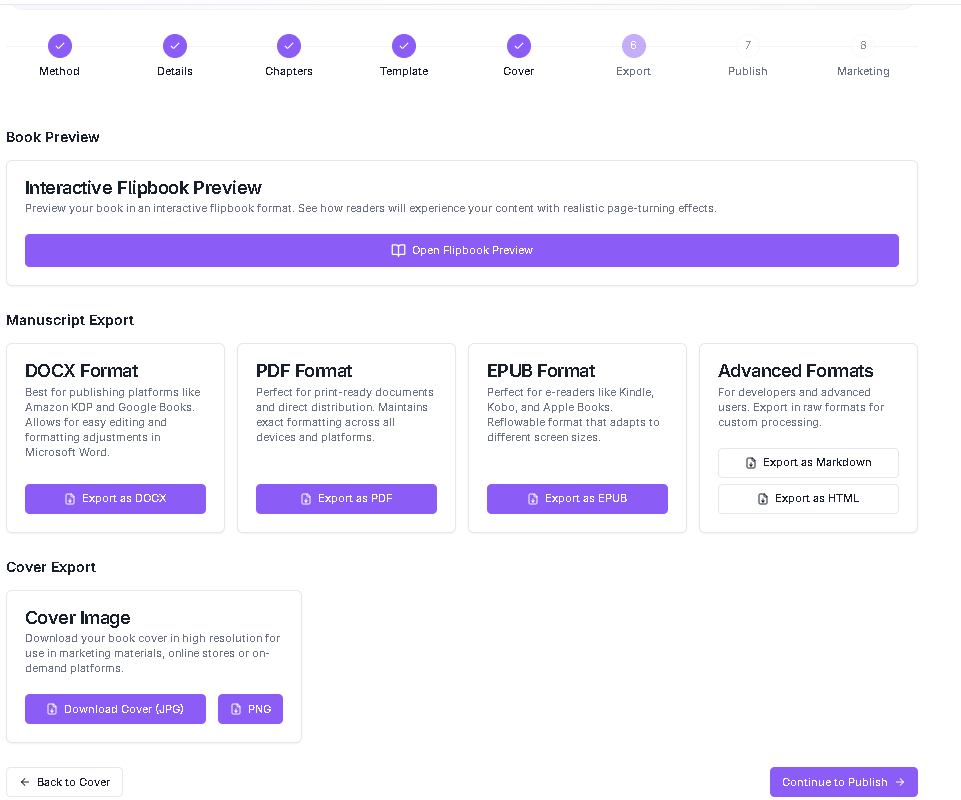 6
7
8
Method
Details
Chapters
Template
Cover
Export
Publish
Marketing
Book Preview
Interactive Flipbook Preview
Preview your book in an interactive flipbook format. See how readers will experience your content with realistic page-turning effects.
Open Flipbook Preview
Manuscript Export
DOCX Format
Best for publishing platforms like
Amazon KDP and Google Books.
Allows for easy editing and
formatting adjustments in
Microsoft Word.
Export as DOCX
PDF Format
Perfect for print-ready documents
and direct distribution. Maintains
exact formatting across all
devices and platforms.
Export as PDF
EPUB Format
Perfect for e-readers like Kindle,
Kobo, and Apple Books.
Reflowable format that adapts to
different screen sizes.
Export as EPUB
Advanced Formats
For developers and advanced
users. Export in raw formats for
custom processing.
Export as Markdown
Export as HTML
Cover Export
Cover Image
Download your book cover in high resolution for
use in marketing materials, online stores or on-
demand platforms.
Download Cover (JPG)
PNG
Back to Cover
Continue to Publish